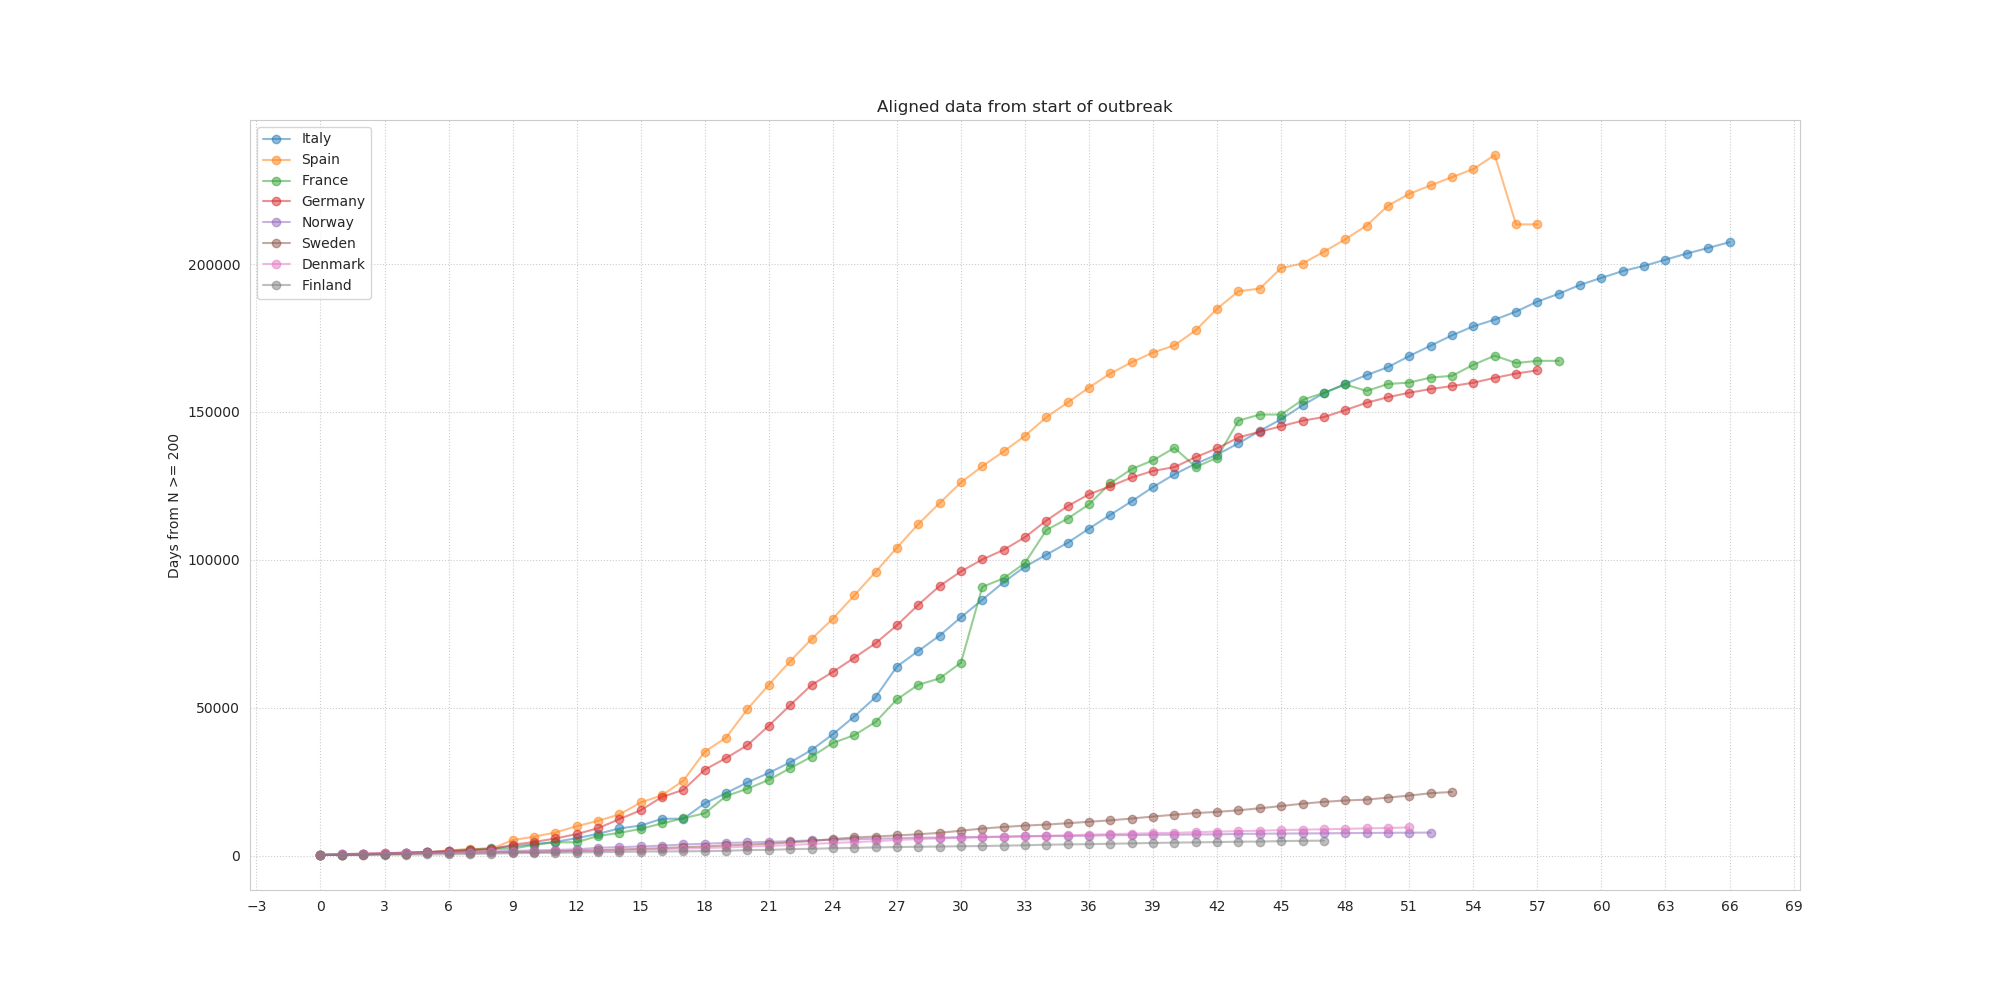 Aligned data from start of outbreak
Italy
Spain
France
Germany
Norway
Sweden
Denmark
Finland
Days from N >= 200
200000
150000
100000
50000
0
−3 0 3 6 9 12 15 18 21 24 27 30 33 36 39 42 45 48 51 54 57 60 63 66 69